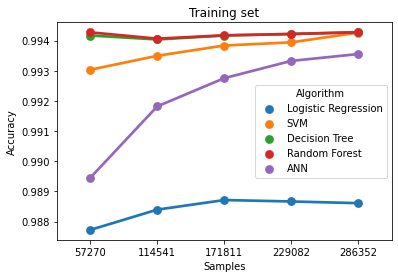 Training set
0.994
0.993
0.992
0.991
0.990
0.989
0.988
Accuracy
Algorithm
Logistic Regression
SVM
Decision Tree
Random Forest
ANN
57270 114541 171811 229082 286352
Samples